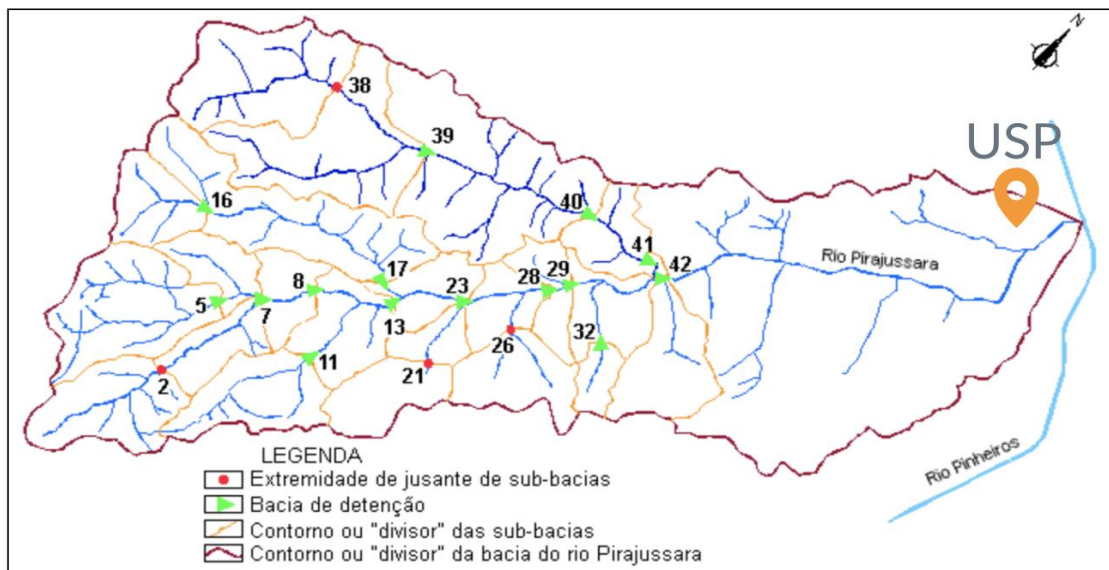 N
38
39
USP
16
40
41
42
Rio Pirajussara
17
8
28
29
5
7
23
13
32
26
11
2
21
Rio Pinheiros
LEGENDA
Extremidade de jusante de sub-bacias
Bacia de detenção
Contorno ou "divisor" das sub-bacias
Contorno ou "divisor" da bacia do rio Pirajussara